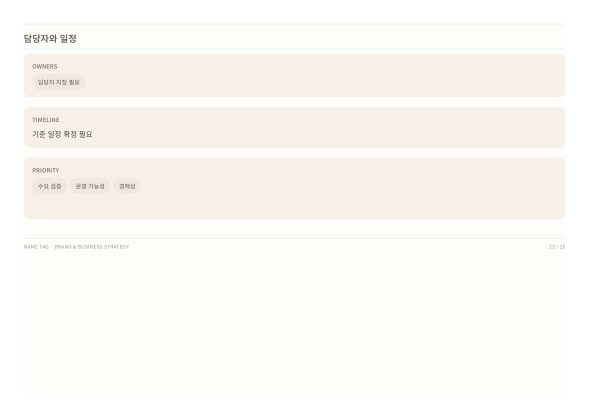 담당자와 일정
OWNERS
담당자 지정 필요
TIMELINE
기준 일정 확정 필요
PRIORITY
수요 검증 운영 가능성 경제성
NAME TAG · BRAND & BUSINESS STRATEGY 23 / 25